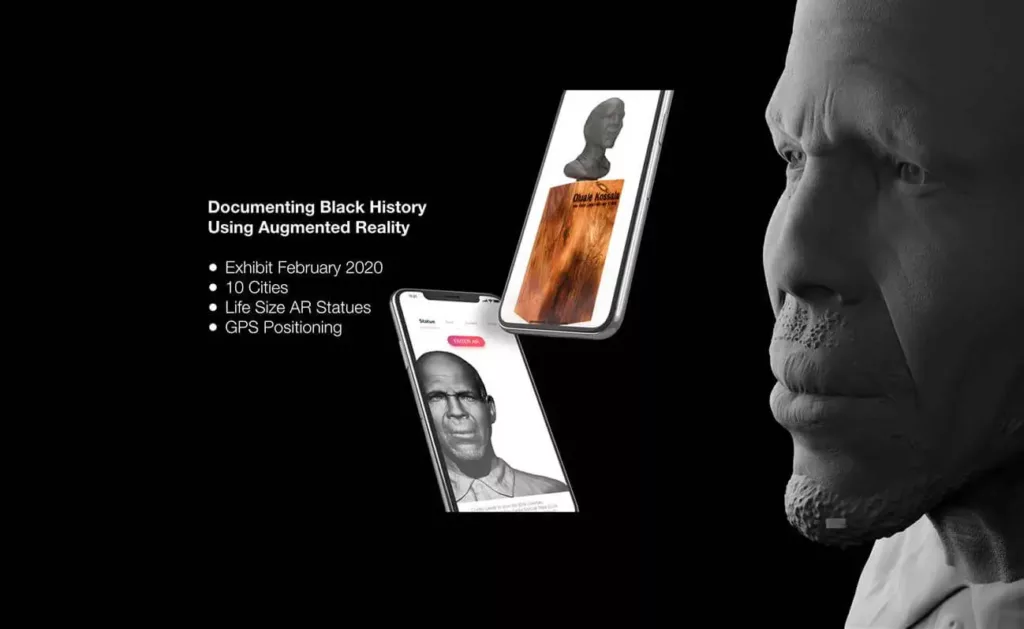 Documenting Black History
Using Augmented Reality
● Exhibit February 2020
● 10 Cities
● Life Size AR Statues
● GPS Positioning
Statue
ENTER AR